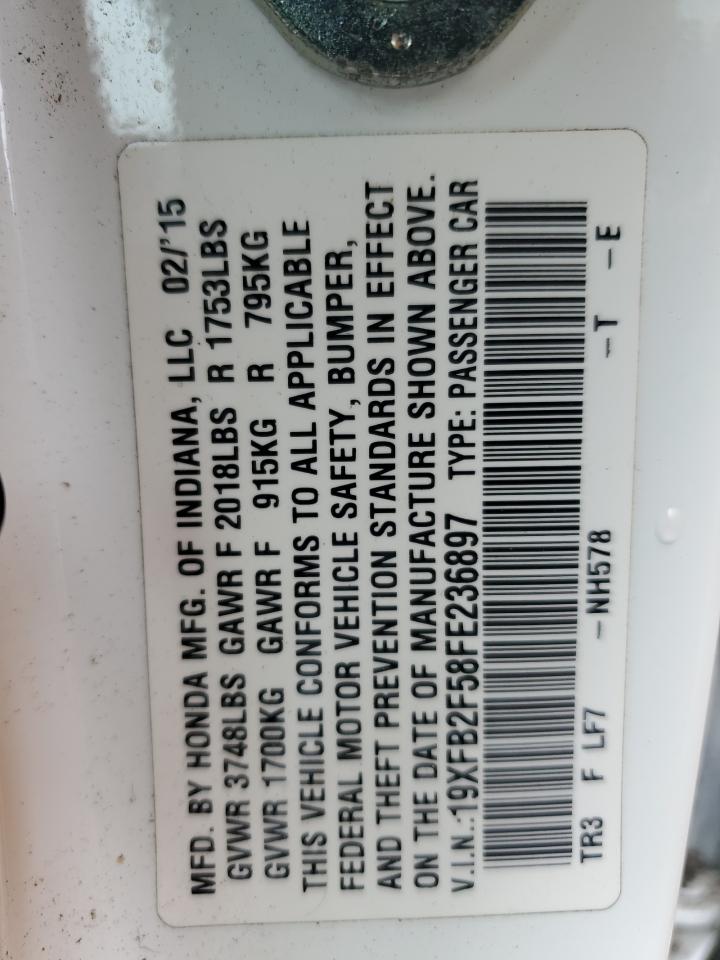 MFD. BY HONDA MFG. OF INDIANA, LLC 02/'15
GVWR 3748LBS GAWR F 2018LBS R 1753LBS
GVWR 1700KG GAWR F 915KG R 795KG
THIS VEHICLE CONFORMS TO ALL APPLICABLE
FEDERAL MOTOR VEHICLE SAFETY, BUMPER,
AND THEFT PREVENTION STANDARDS IN EFFECT
ON THE DATE OF MANUFACTURE SHOWN ABOVE.
V.I.N.:19XFB2F58FE236897 TYPE: PASSENGER CAR
TR3 F LF7 -NH578 -T -E